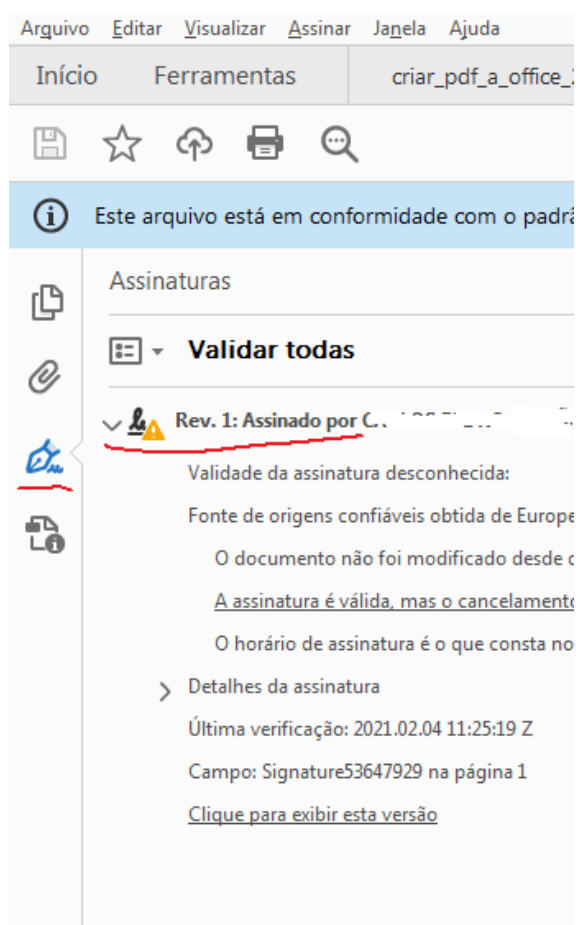 Arquivo Editar Visualizar Assinar Janela Ajuda
Início Ferramentas criar_pdf_a_office_
Este arquivo está em conformidade com o padrã
Assinaturas
Validar todas
Rev. 1: Assinado por
Validade da assinatura desconhecida:
Fonte de origens confiáveis obtida de Europe
O documento não foi modificado desde
A assinatura é válida, mas o cancelamento
O horário de assinatura é o que consta no
Detalhes da assinatura
Última verificação: 2021.02.04 11:25:19 Z
Campo: Signature53647929 na página 1
Clique para exibir esta versão